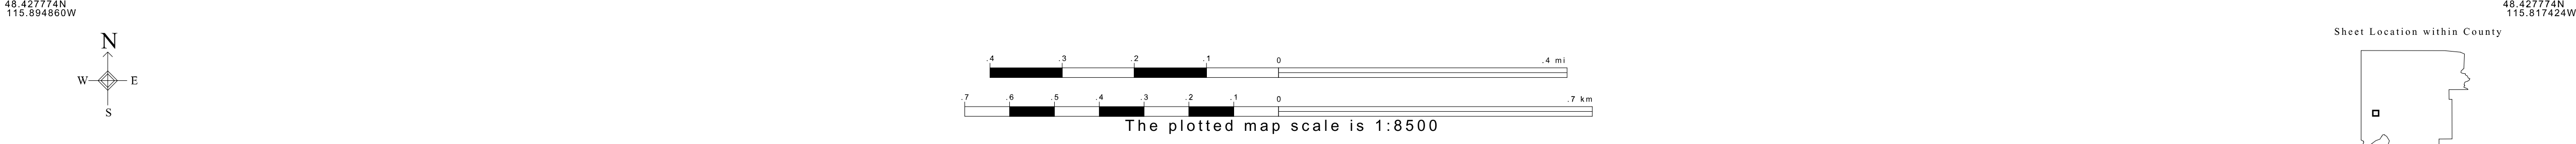 48.427774N
115.894860W
48.427774N
115.817424W
Sheet Location within County
N
W E
S
.4 .3 .2 .1 0 .4 mi
.7 .6 .5 .4 .3 .2 .1 0 .7 km
The plotted map scale is 1:8500